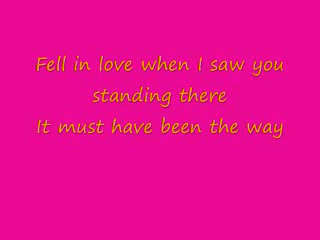 Fell in love when I saw you
standing there
It must have been the way